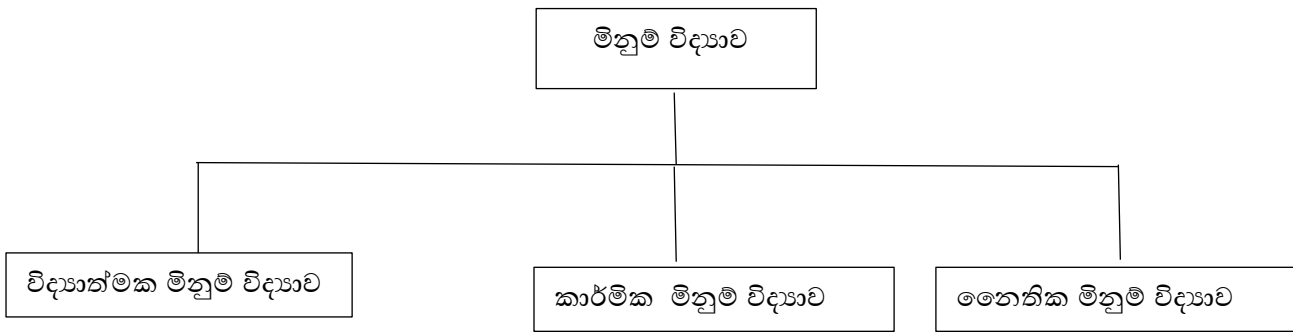 මිනුම් විද්‍යාව
විද්‍යාත්මක මිනුම් විද්‍යාව
කාර්මික මිනුම් විද්‍යාව
නෛතික මිනුම් විද්‍යාව